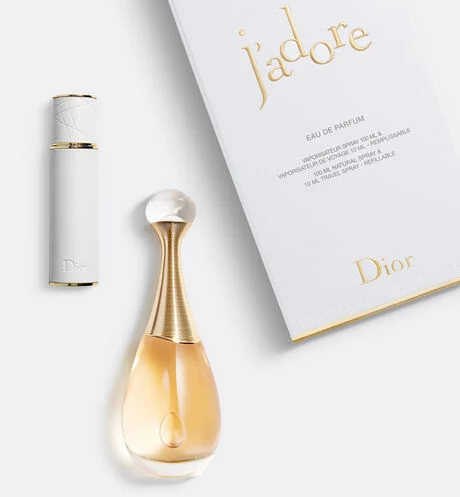 j'adore
EAU DE PARFUM
VAPORISATEUR SPRAY 100 ML &
VAPORISATEUR DE VOYAGE 10 ML - REMPLISSABLE
100 ML NATURAL SPRAY &
10 ML TRAVEL SPRAY - REFILLABLE
Dior
Dior